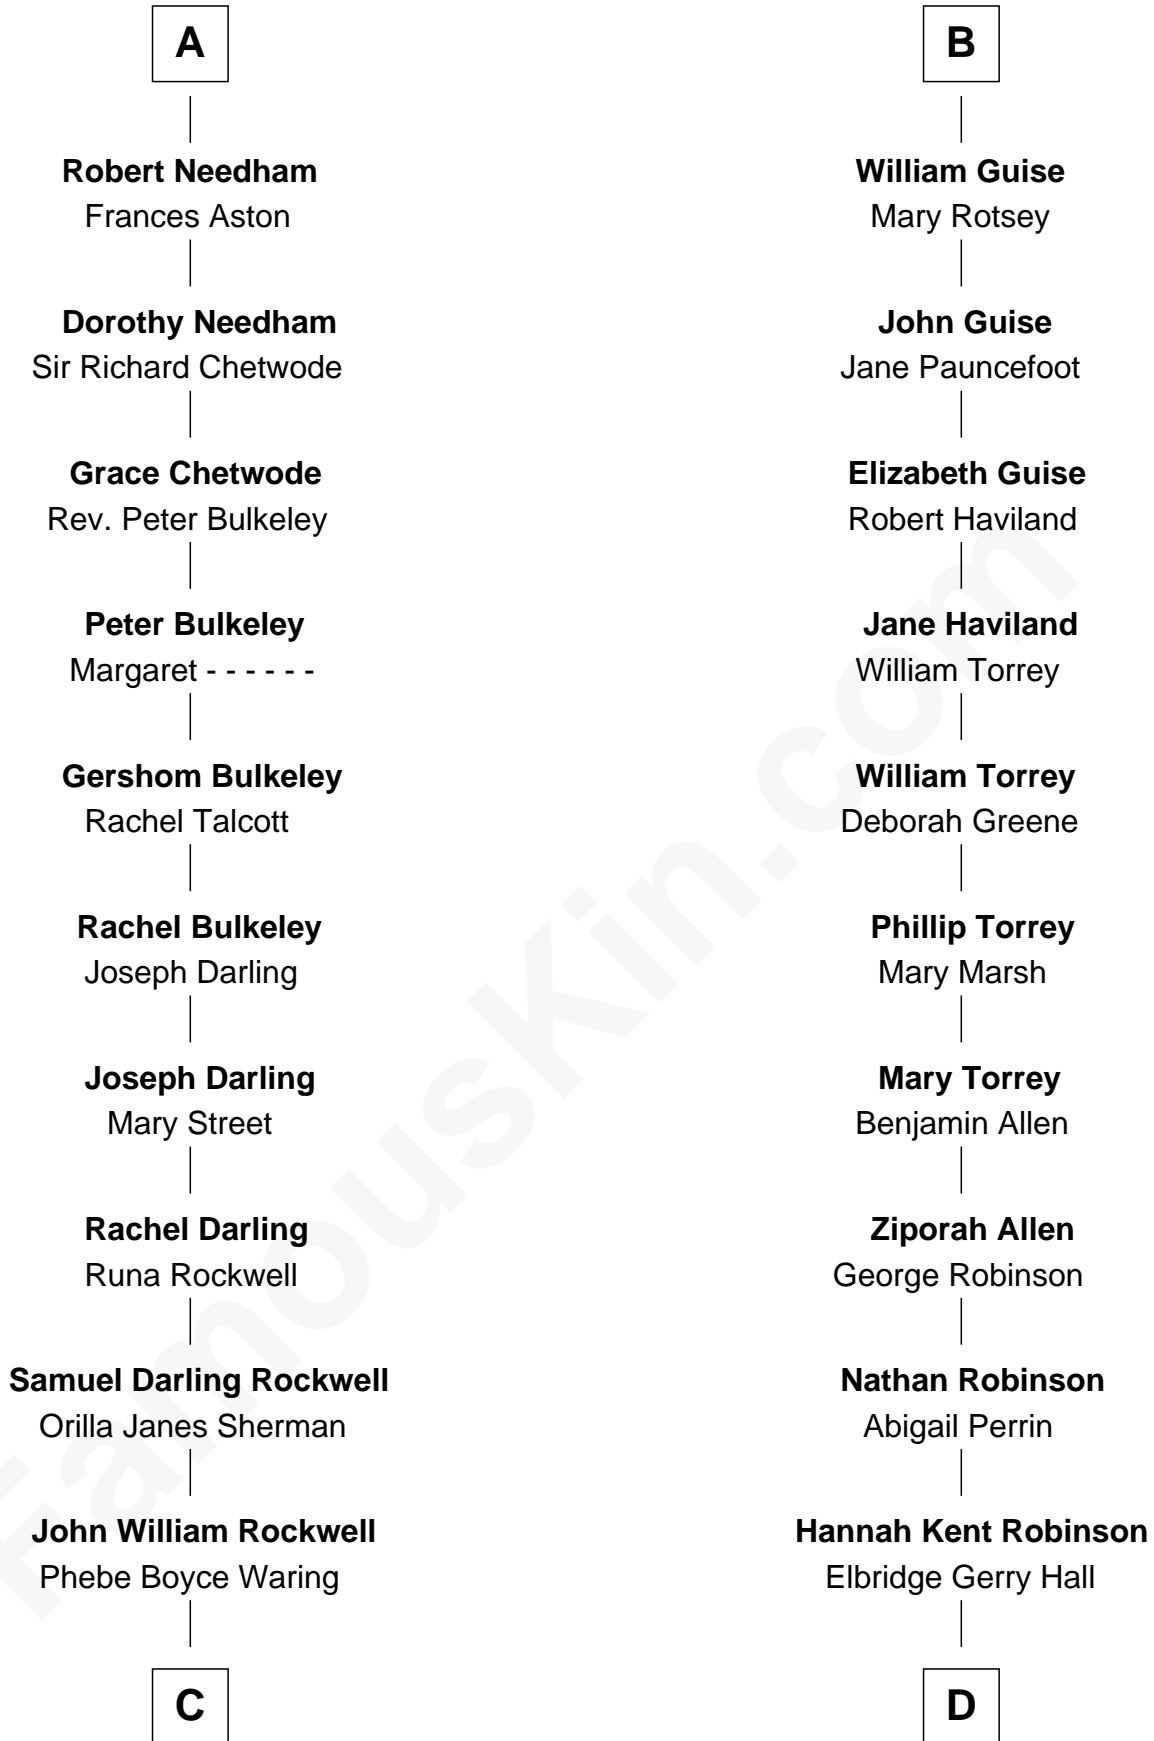 A
Robert Needham
Frances Aston
Dorothy Needham
Sir Richard Chetwode
Grace Chetwode
Rev. Peter Bulkeley
Peter Bulkeley
Margaret - - - - - -
Gershom Bulkeley
Rachel Talcott
Rachel Bulkeley
Joseph Darling
Joseph Darling
Mary Street
Rachel Darling
Runa Rockwell
Samuel Darling Rockwell
Orilla Janes Sherman
John William Rockwell
Phebe Boyce Waring
C
B
William Guise
Mary Rotsey
John Guise
Jane Pauncefoot
Elizabeth Guise
Robert Haviland
Jane Haviland
William Torrey
William Torrey
Deborah Greene
Phillip Torrey
Mary Marsh
Mary Torrey
Benjamin Allen
Ziporah Allen
George Robinson
Nathan Robinson
Abigail Perrin
Hannah Kent Robinson
Elbridge Gerry Hall
D
FamousKin.com